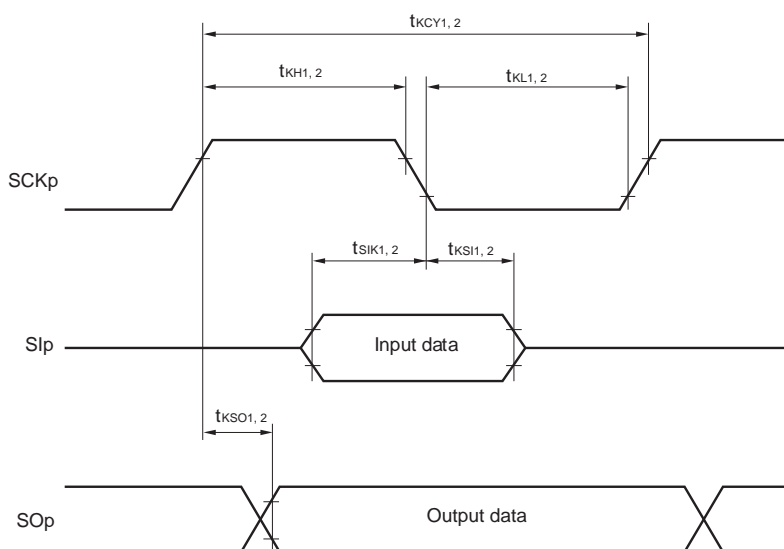 tKCY1, 2
tKH1, 2
tKL1, 2
SCKp
tSIK1, 2
tKSI1, 2
SIp
Input data
tKSO1, 2
SOp
Output data